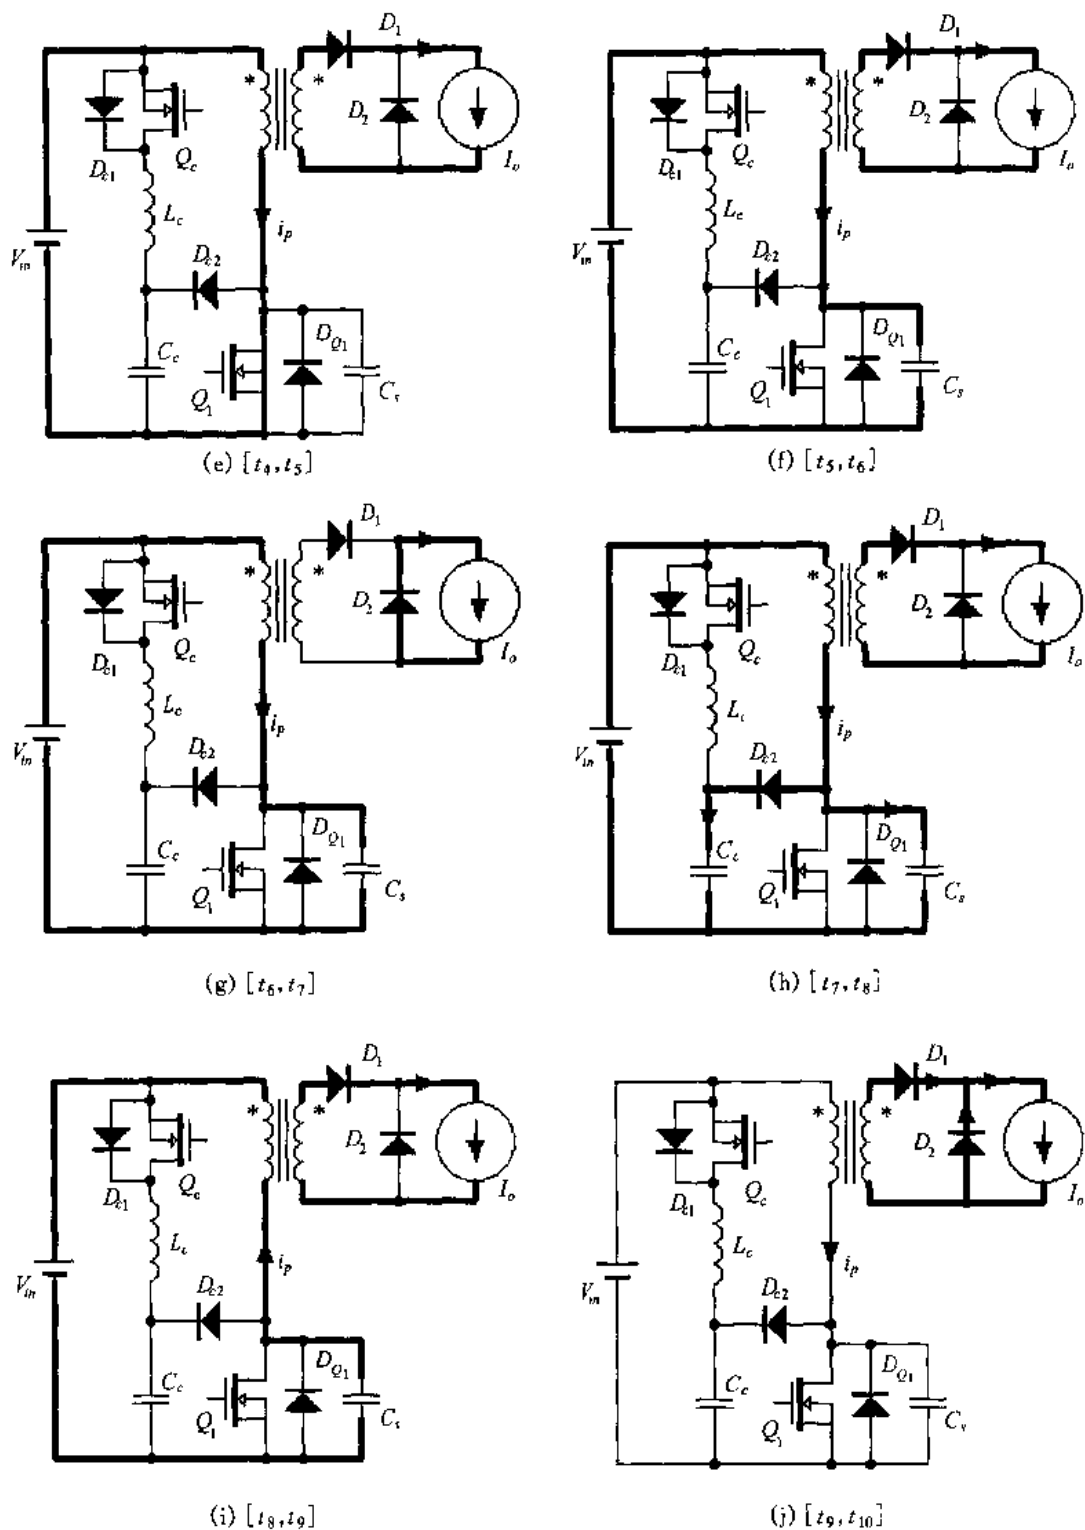 D1
D2
Io
Qc
Dc1
Lc
ip
Dc2
Vin
Cc
DQ1
Q1
Cs
(e) [t4, t5]
D1
D2
Io
Qc
Dc1
Lc
ip
Dc2
Vin
Cc
DQ1
Q1
Cs
(f) [t5, t6]
D1
D2
Io
Qc
Dc1
Lc
ip
Dc2
Vin
Cc
DQ1
Q1
Cs
(g) [t6, t7]
D1
D2
Io
Qc
Dc1
Lc
ip
Dc2
Vin
Cc
DQ1
Q1
Cs
(h) [t7, t8]
D1
D2
Io
Qc
Dc1
Lc
ip
Dc2
Vin
Cc
DQ1
Q1
Cs
(i) [t8, t9]
D1
D2
Io
Qc
Dc1
Lc
ip
Dc2
Vin
Cc
DQ1
Q1
Cs
(j) [t9, t10]